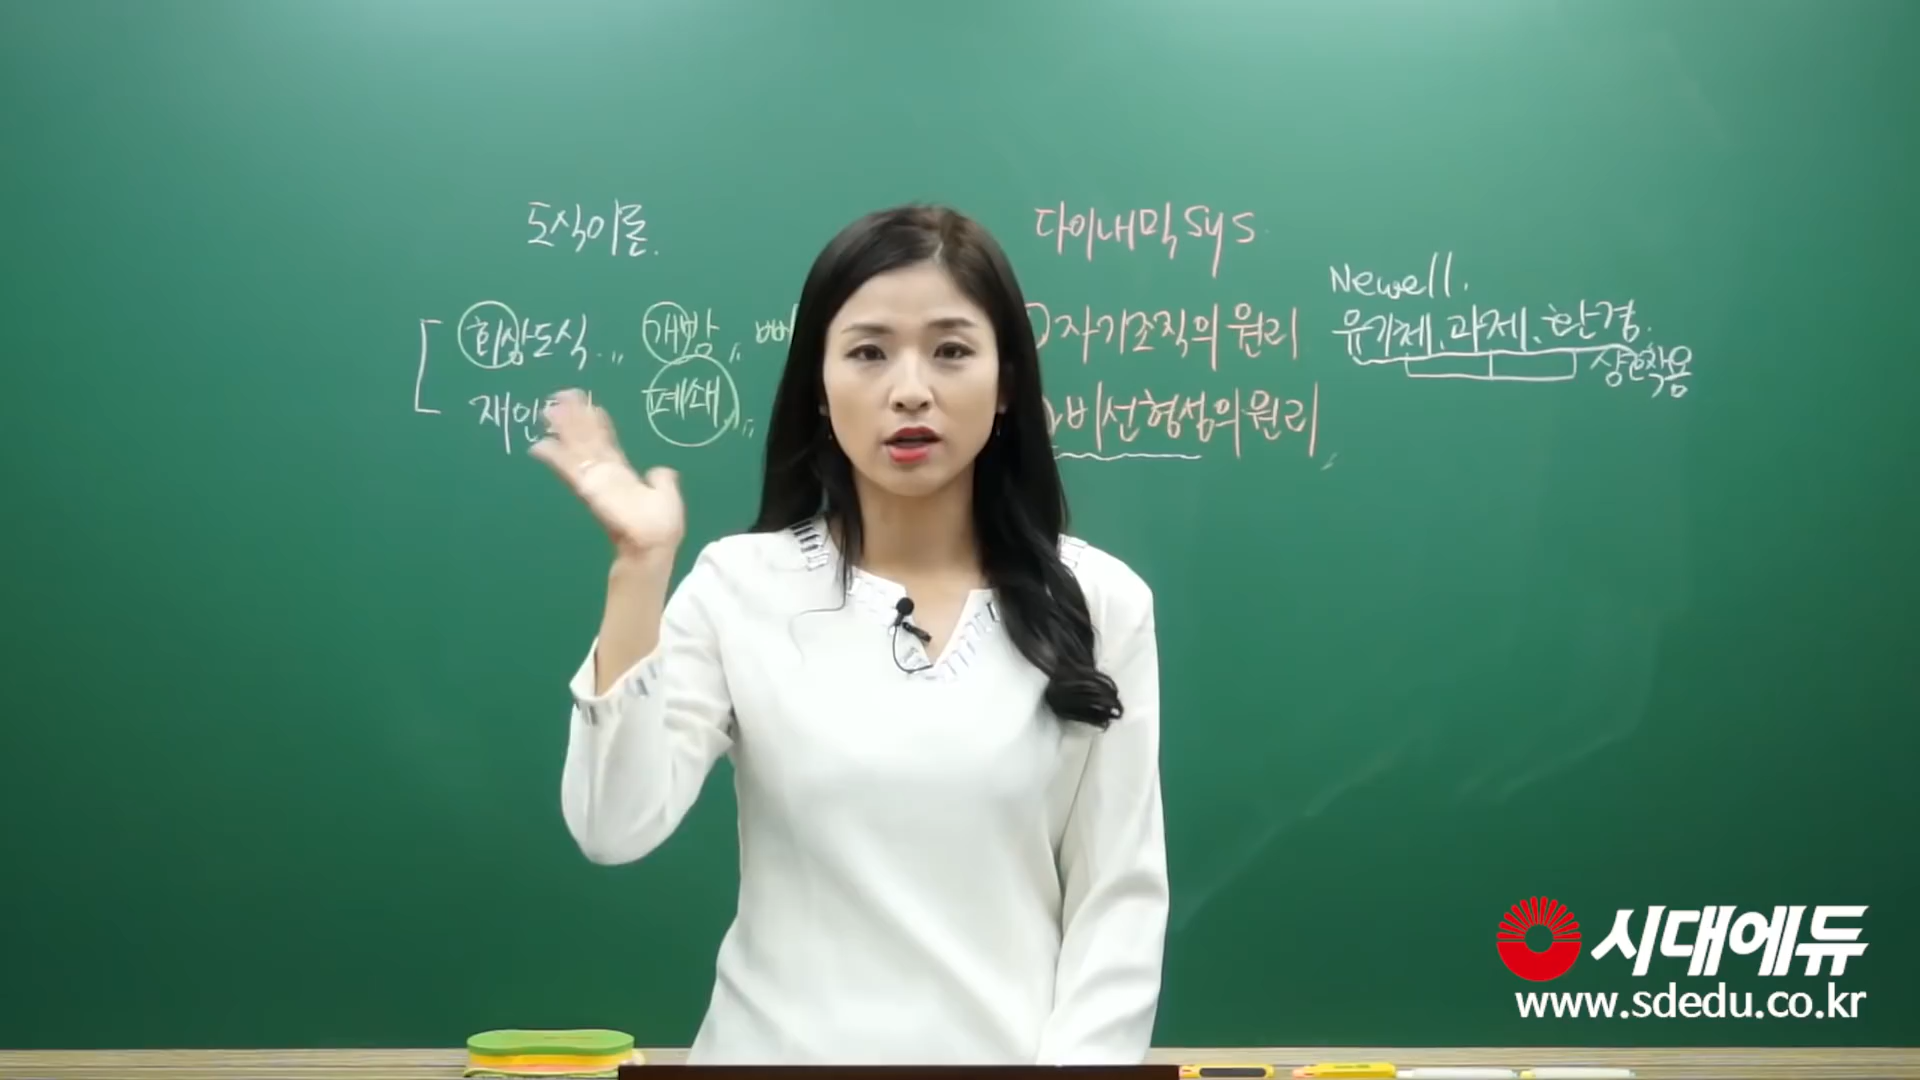 도식이론.
다이내믹 sys
Newell.
회상도식
개방
빠
자기조직의 원리
유기체, 과제, 환경.
상호작용
재인
폐쇄
비선형성의 원리
시대에듀
www.sdedu.co.kr